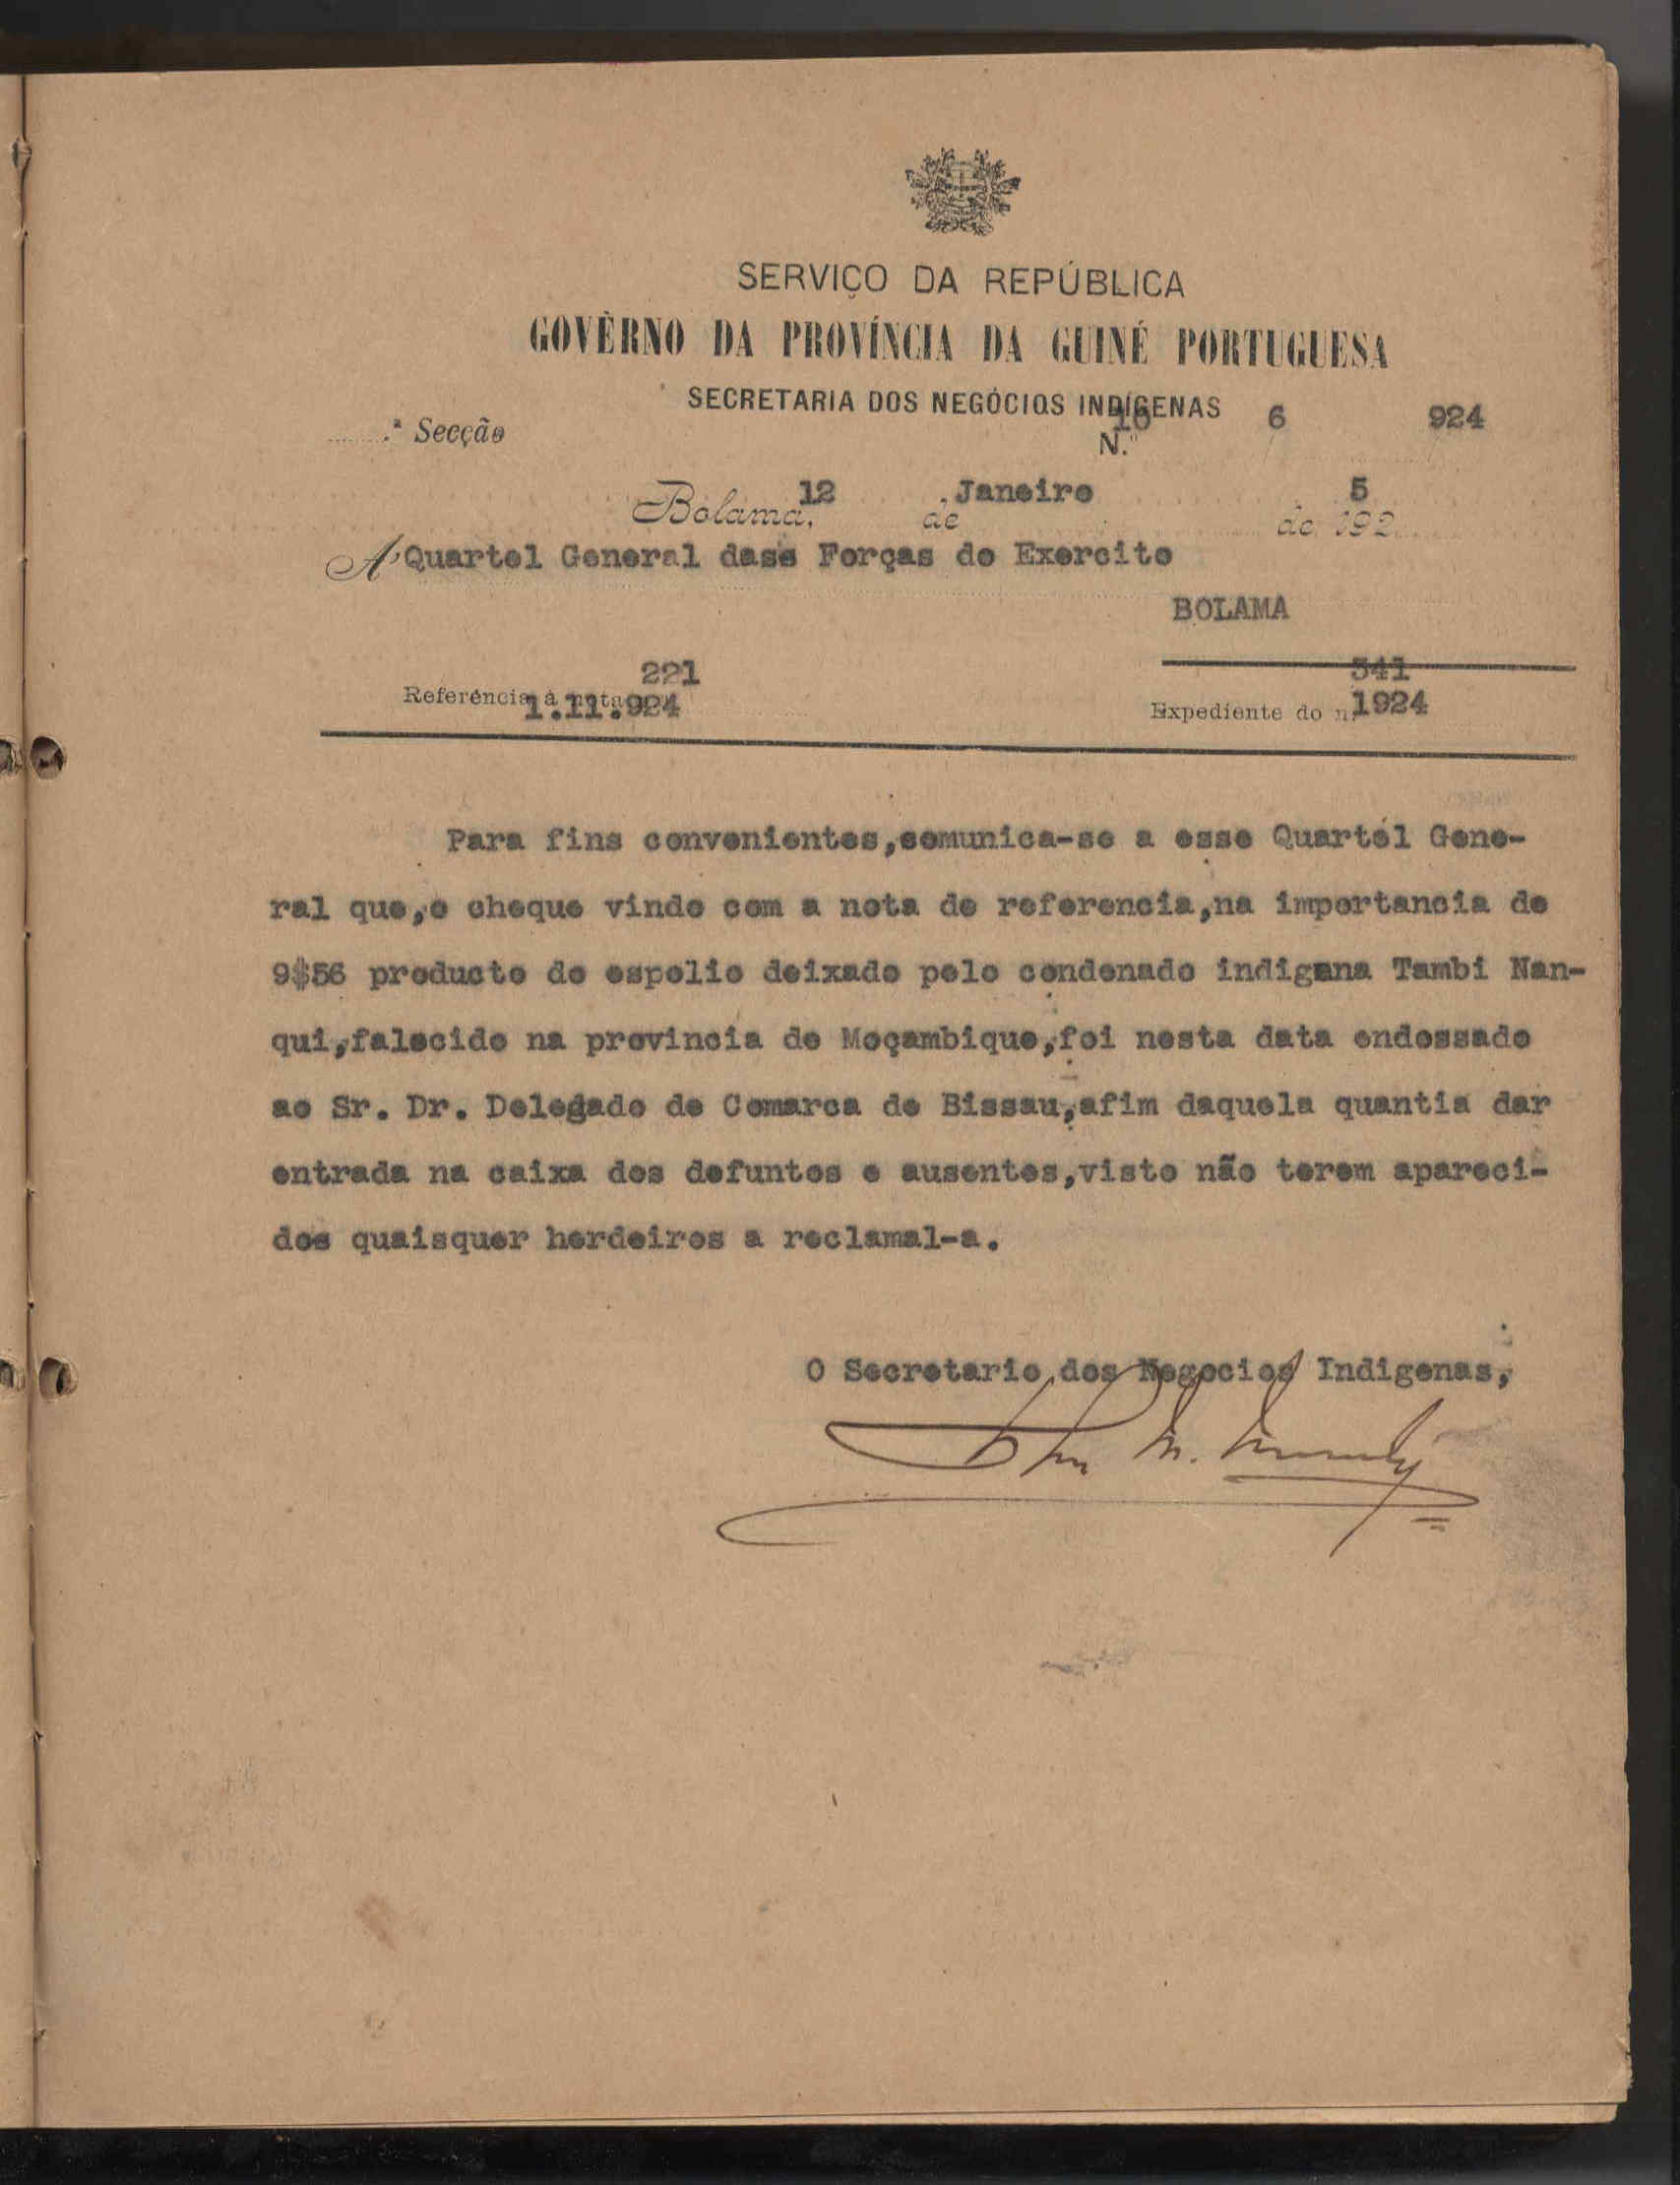 SERVIÇO DA REPÚBLICA
GOVÊRNO DA PROVÍNCIA DA GUINÉ PORTUGUESA
SECRETARIA DOS NEGÓCIOS INDÍGENAS
.ª Secção N.º 16 6 924
Bolama, 12 de Janeiro de 1925
A Quartel General dass Forças do Exercito
BOLAMA
Referência à nota 221
1.11.924
Expediente do n. 341
1924
Para fins convenientes,comunica-se a esse Quartel Gene-
ral que,o cheque vindo com a nota de referencia,na importancia de
9$56 producto do espolio deixado pelo condenado indigena Tambi Nan-
qui,falecido na provincia de Moçambique,foi nesta data endossado
ao Sr. Dr. Delegado de Comarca de Bissau,afim daquela quantia dar
entrada na caixa dos defuntos e ausentes,visto não terem apareci-
dos quaisquer herdeiros a reclamal-a.
O Secretario dos Negocios Indigenas,